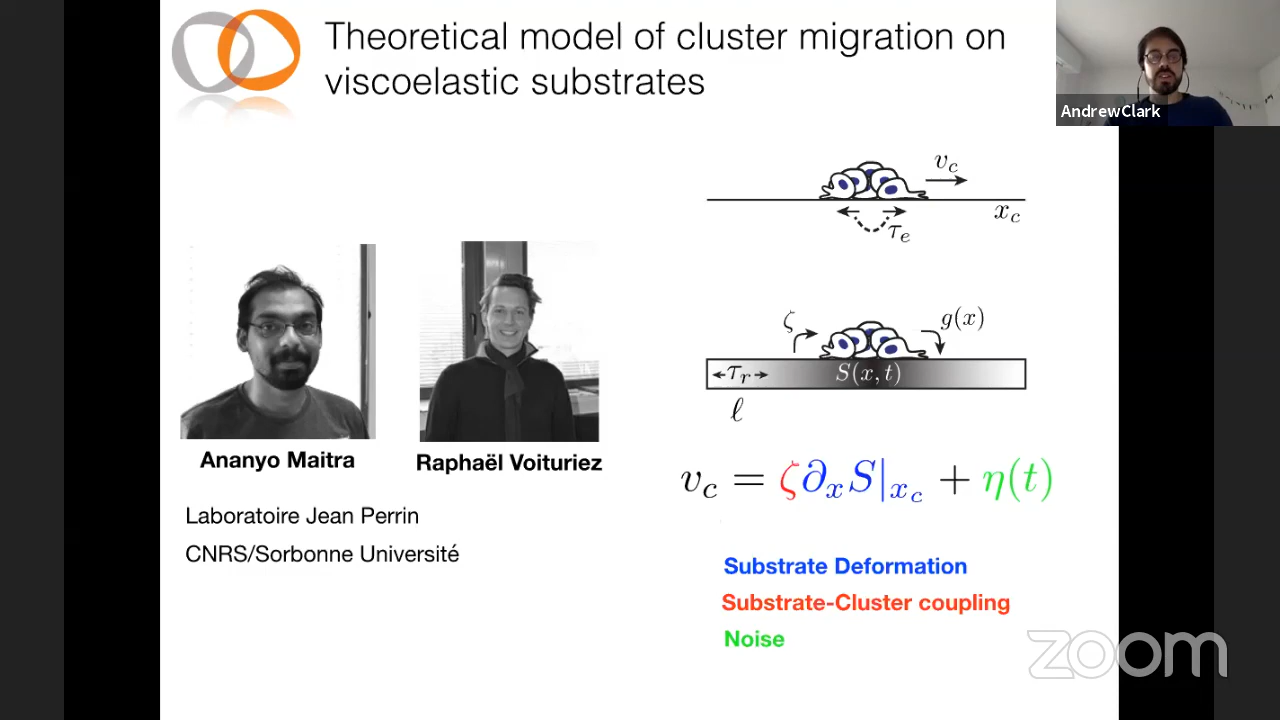 Theoretical model of cluster migration on
viscoelastic substrates
AndrewClark
v_c
x_c
τ_e
ζ
g(x)
τ_r
S(x, t)
ℓ
Ananyo Maitra
Raphaël Voituriez
Laboratoire Jean Perrin
CNRS/Sorbonne Université
v_c = ζ∂_xS|_{x_c} + η(t)
Substrate Deformation
Substrate-Cluster coupling
Noise
zoom